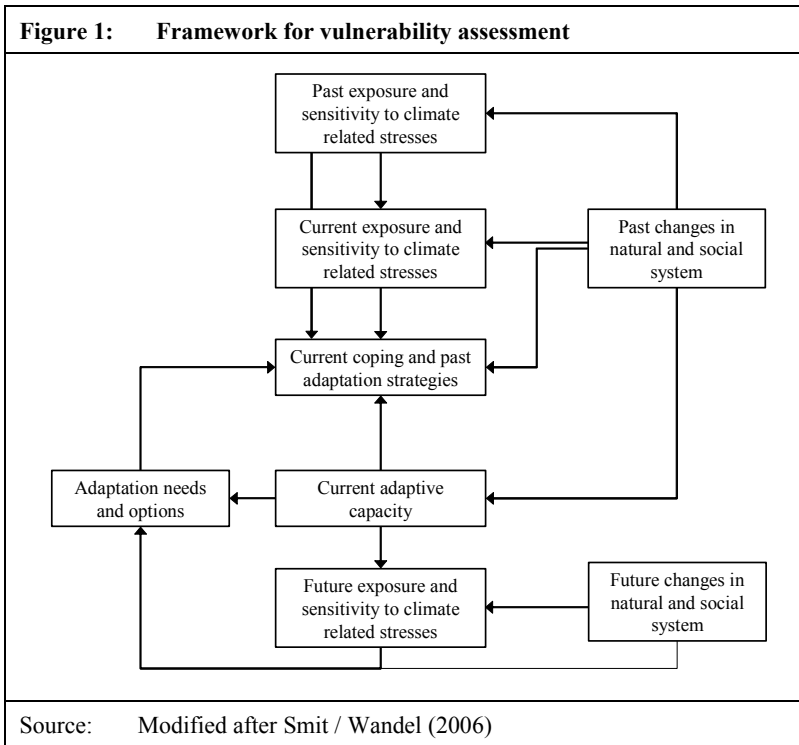 Figure 1: Framework for vulnerability assessment
Past exposure and
sensitivity to climate
related stresses
Current exposure and
sensitivity to climate
related stresses
Past changes in
natural and social
system
Current coping and past
adaptation strategies
Adaptation needs
and options
Current adaptive
capacity
Future exposure and
sensitivity to climate
related stresses
Future changes in
natural and social
system
Source: Modified after Smit / Wandel (2006)